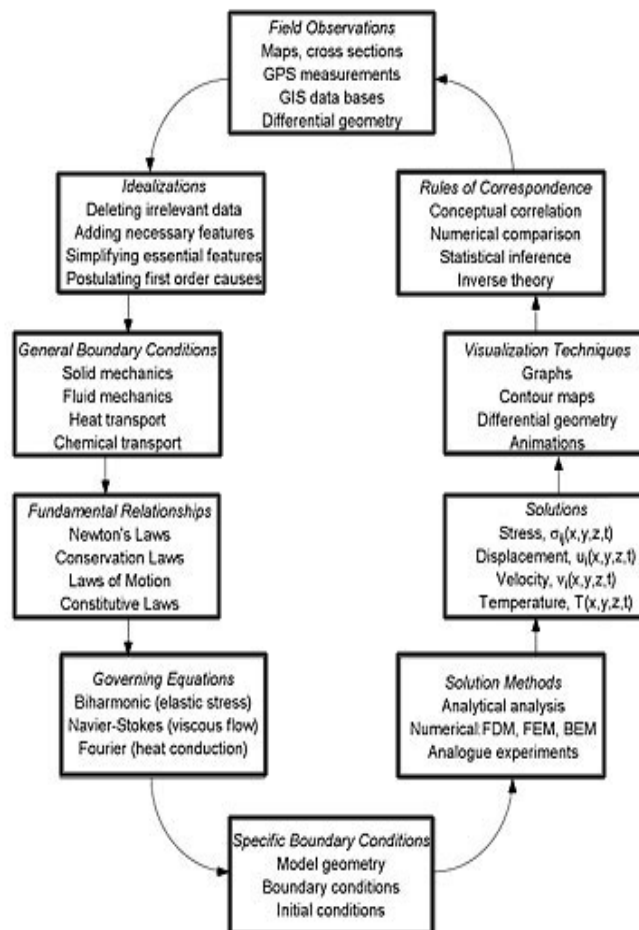 Field Observations
Maps, cross sections
GPS measurements
GIS data bases
Differential geometry
Idealizations
Deleting irrelevant data
Adding necessary features
Simplifying essential features
Postulating first order causes
General Boundary Conditions
Solid mechanics
Fluid mechanics
Heat transport
Chemical transport
Fundamental Relationships
Newton's Laws
Conservation Laws
Laws of Motion
Constitutive Laws
Governing Equations
Biharmonic (elastic stress)
Navier-Stokes (viscous flow)
Fourier (heat conduction)
Specific Boundary Conditions
Model geometry
Boundary conditions
Initial conditions
Solution Methods
Analytical analysis
Numerical:FDM, FEM, BEM
Analogue experiments
Solutions
Stress, σij(x,y,z,t)
Displacement, ui(x,y,z,t)
Velocity, vi(x,y,z,t)
Temperature, T(x,y,z,t)
Visualization Techniques
Graphs
Contour maps
Differential geometry
Animations
Rules of Correspondence
Conceptual correlation
Numerical comparison
Statistical inference
Inverse theory